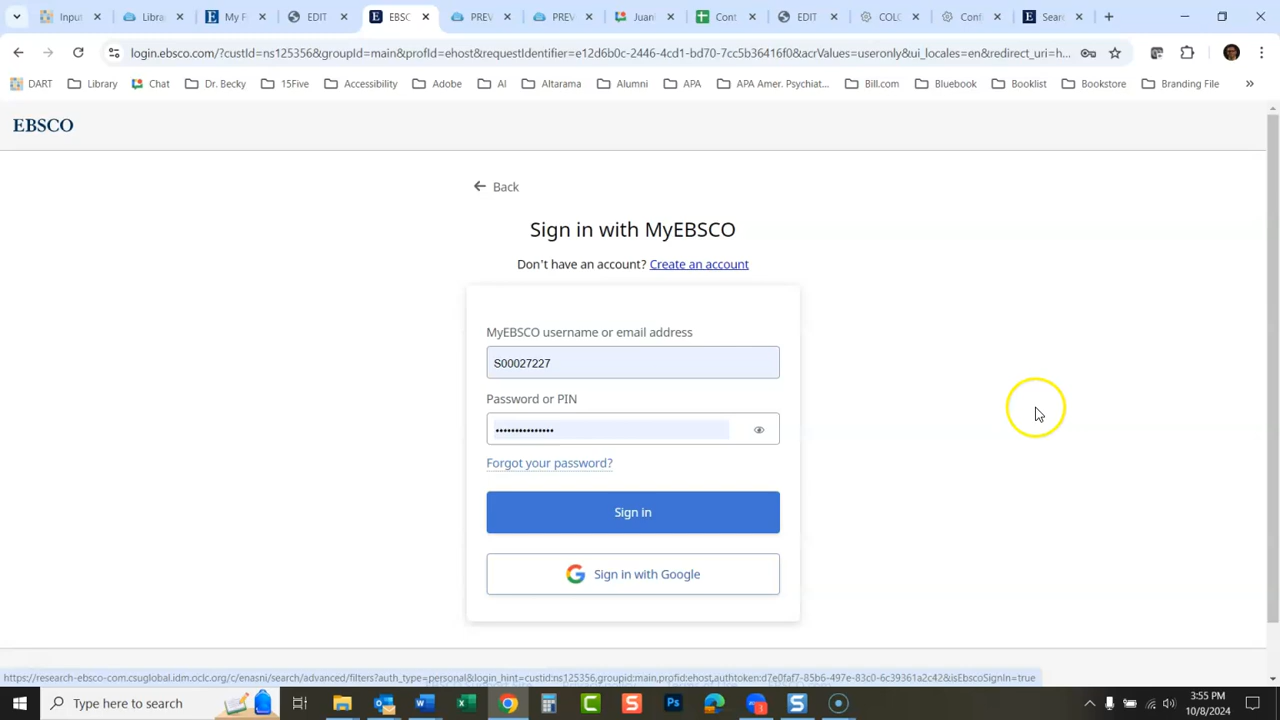 Input
Libra
My F
EDIT
EBSC
PREV
PREV
Juan
Cont
EDIT
COLC
Conf
Searc
login.ebsco.com/?custId=ns125356&groupId=main&profId=ehost&requestIdentifier=e12d6b0c-2446-4cd1-bd70-7cc5b36416f0&acrValues=useronly&ui_locales=en&redirect_uri=h...
DART
Library
Chat
Dr. Becky
15Five
Accessibility
Adobe
AI
Altarama
Alumni
APA
APA Amer. Psychiat...
Bill.com
Bluebook
Booklist
Bookstore
Branding File
EBSCO
Back
Sign in with MyEBSCO
Don't have an account? Create an account
MyEBSCO username or email address
S00027227
Password or PIN
•••••••••••••••
Forgot your password?
Sign in
Sign in with Google
https://research-ebsco-com.csuglobal.idm.oclc.org/c/enasni/search/advanced/filters?auth_type=personal&login_hint=custid:ns125356,groupid:main,profid:ehost,authtoken:d7e0faf7-85b6-497e-83c0-6c39361a2c42&isEbscoSignIn=true
Type here to search
3:55 PM
10/8/2024